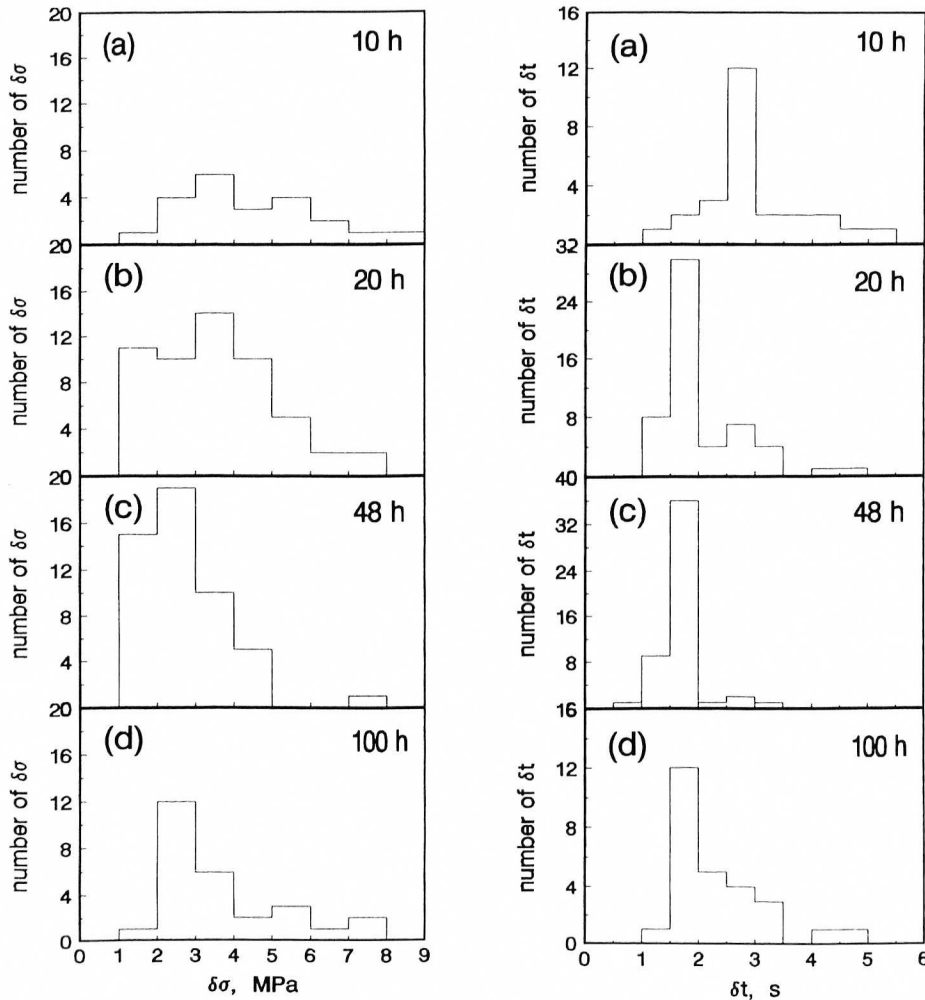 20
16
12
8
4
number of δσ
(a)
10 h
20
16
12
8
4
number of δσ
(b)
20 h
20
16
12
8
4
number of δσ
(c)
48 h
20
16
12
8
4
0
number of δσ
(d)
100 h
0 1 2 3 4 5 6 7 8 9
δσ, MPa
16
12
8
4
number of δt
(a)
10 h
32
24
16
8
number of δt
(b)
20 h
40
32
24
16
8
number of δt
(c)
48 h
16
12
8
4
0
number of δt
(d)
100 h
0 1 2 3 4 5 6
δt, s